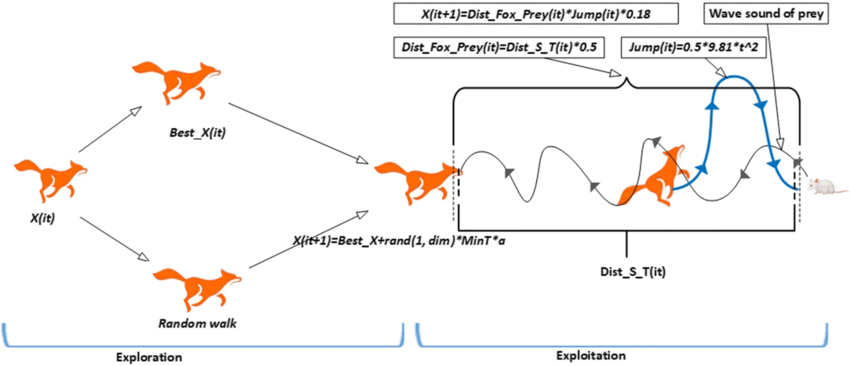 X(it+1)=Dist_Fox_Prey(it)*Jump(it)*0.18
Wave sound of prey
Dist_Fox_Prey(it)=Dist_S_T(it)*0.5
Jump(it)=0.5*9.81*t^2
Best_X(it)
X(it)
X(it+1)=Best_X+rand(1, dim)*MinT*a
Dist_S_T(it)
Random walk
Exploration
Exploitation